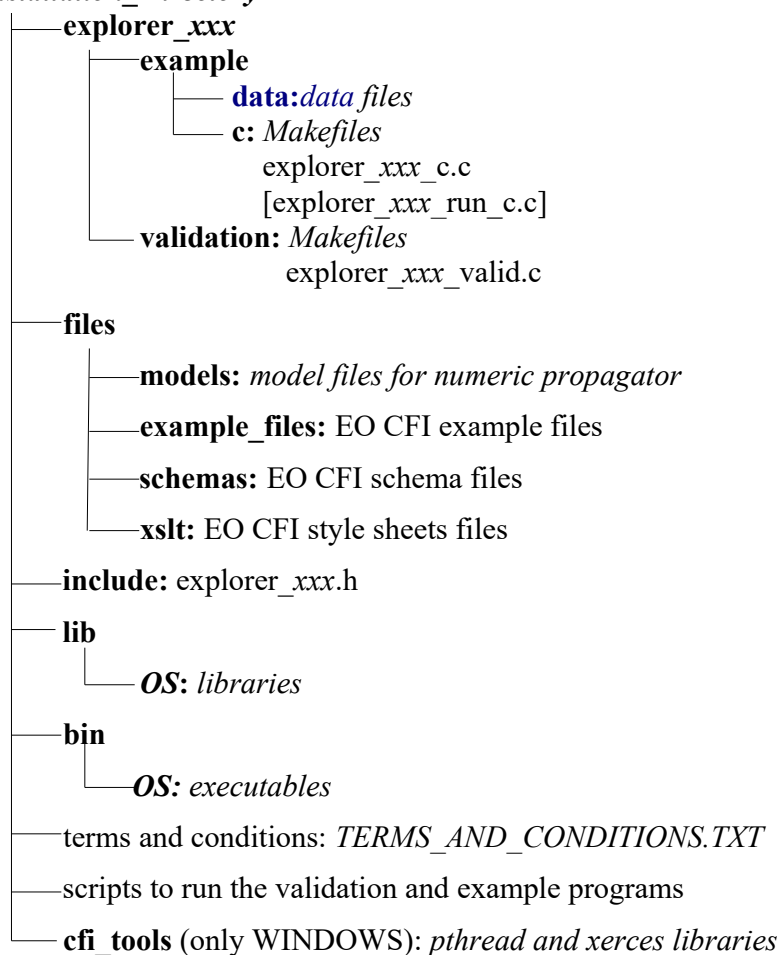 explorer_xxx
example
data:data files
c: Makefiles
explorer_xxx_c.c
[explorer_xxx_run_c.c]
validation: Makefiles
explorer_xxx_valid.c
files
models: model files for numeric propagator
example_files: EO CFI example files
schemas: EO CFI schema files
xslt: EO CFI style sheets files
include: explorer_xxx.h
lib
OS: libraries
bin
OS: executables
terms and conditions: TERMS_AND_CONDITIONS.TXT
scripts to run the validation and example programs
cfi_tools (only WINDOWS): pthread and xerces libraries